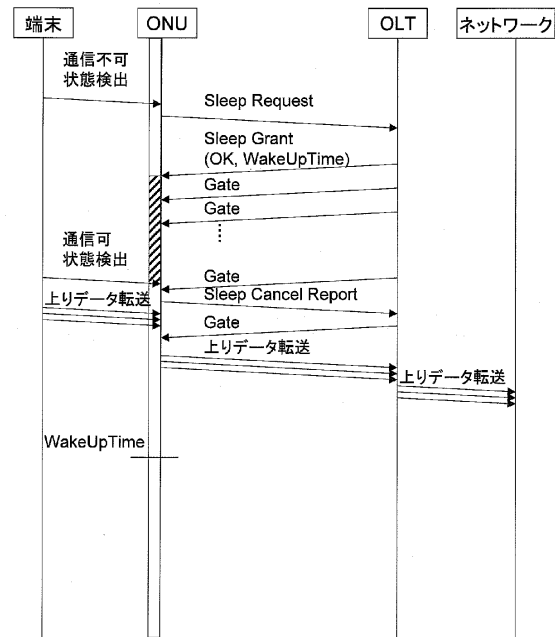 端末
ONU
OLT
ネットワーク
通信不可
状態検出
Sleep Request
Sleep Grant
(OK, WakeUpTime)
Gate
Gate
通信可
状態検出
Gate
上りデータ転送
Sleep Cancel Report
Gate
上りデータ転送
上りデータ転送
WakeUpTime